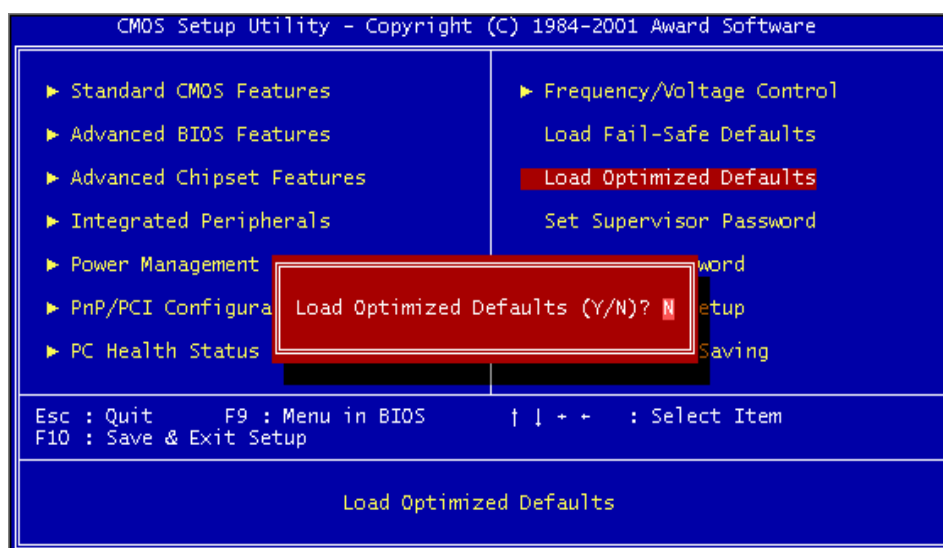 CMOS Setup Utility - Copyright (C) 1984-2001 Award Software
► Standard CMOS Features
► Advanced BIOS Features
► Advanced Chipset Features
► Integrated Peripherals
► Power Management
► PnP/PCI Configura
► PC Health Status
► Frequency/Voltage Control
Load Fail-Safe Defaults
Load Optimized Defaults
Set Supervisor Password
word
etup
Saving
Load Optimized Defaults (Y/N)? N
Esc : Quit F9 : Menu in BIOS ↑ ↓ ← ← : Select Item
F10 : Save & Exit Setup
Load Optimized Defaults